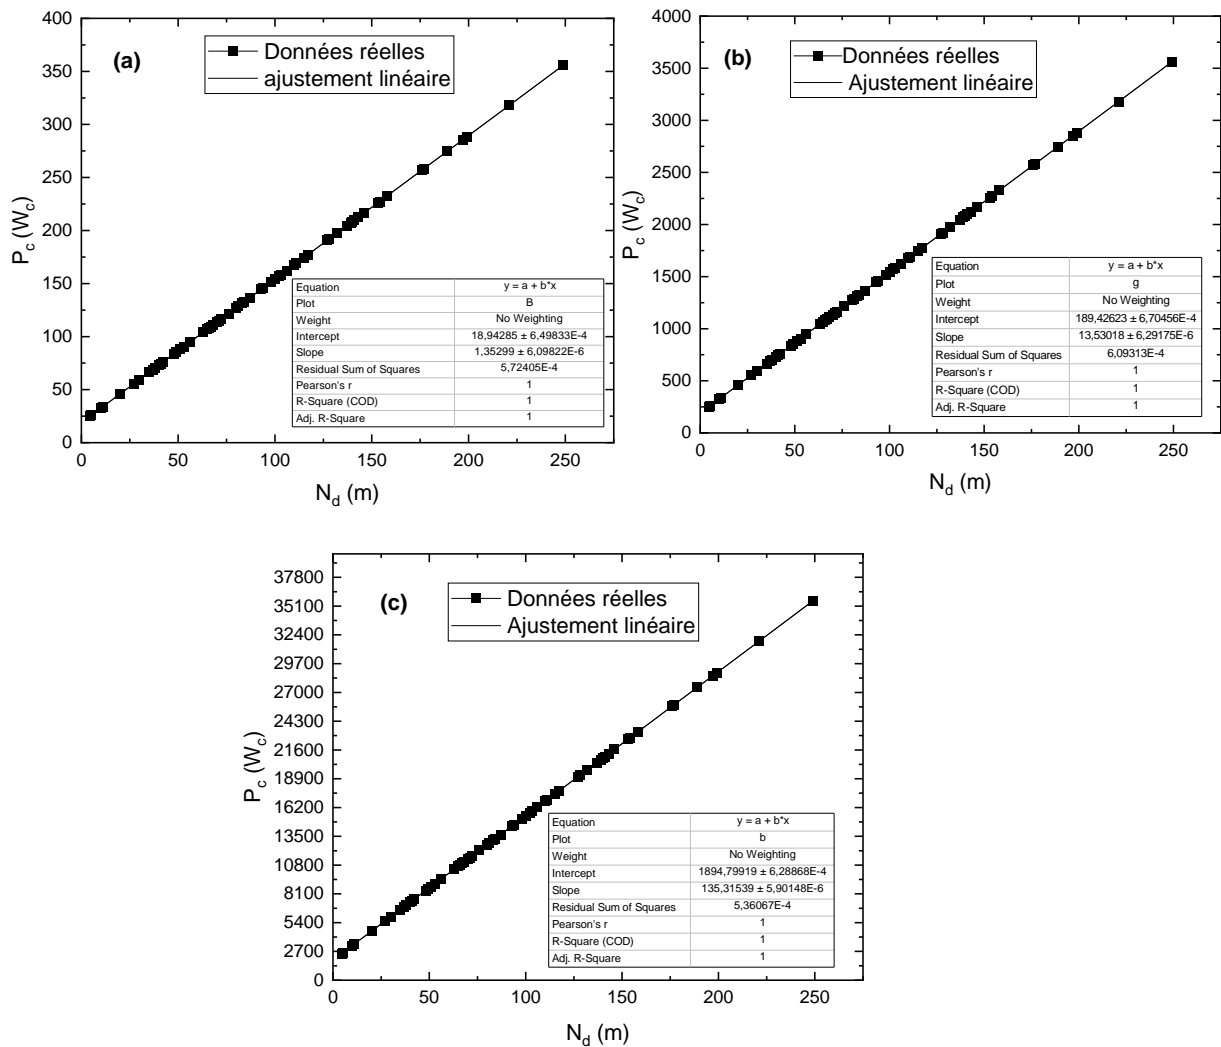 (a)
Données réelles
ajustement linéaire
400
350
300
250
200
150
100
50
0
P_c (W_c)
Equation y = a + b*x
Plot B
Weight No Weighting
Intercept 18,94285 ± 6,49833E-4
Slope 1,35299 ± 6,09822E-6
Residual Sum of Squares 5,72405E-4
Pearson's r 1
R-Square (COD) 1
Adj. R-Square 1
0 50 100 150 200 250
N_d (m)
(b)
Données réelles
Ajustement linéaire
4000
3500
3000
2500
2000
1500
1000
500
0
P_c (W_c)
Equation y = a + b*x
Plot g
Weight No Weighting
Intercept 189,42623 ± 6,70456E-4
Slope 13,53018 ± 6,29175E-6
Residual Sum of Squares 6,09313E-4
Pearson's r 1
R-Square (COD) 1
Adj. R-Square 1
0 50 100 150 200 250
N_d (m)
(c)
Données réelles
Ajustement linéaire
37800
35100
32400
29700
27000
24300
21600
18900
16200
13500
10800
8100
5400
2700
0
P_c (W_c)
Equation y = a + b*x
Plot b
Weight No Weighting
Intercept 1894,79919 ± 6,28868E-4
Slope 135,31539 ± 5,90148E-6
Residual Sum of Squares 5,36067E-4
Pearson's r 1
R-Square (COD) 1
Adj. R-Square 1
0 50 100 150 200 250
N_d (m)